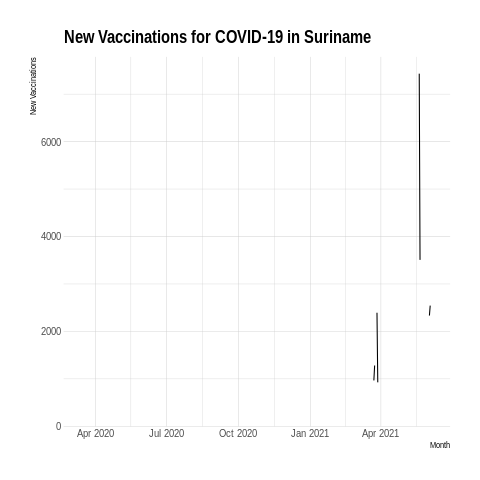 New Vaccinations for COVID-19 in Suriname
New Vaccinations
6000
4000
2000
0
Apr 2020
Jul 2020
Oct 2020
Jan 2021
Apr 2021
Month